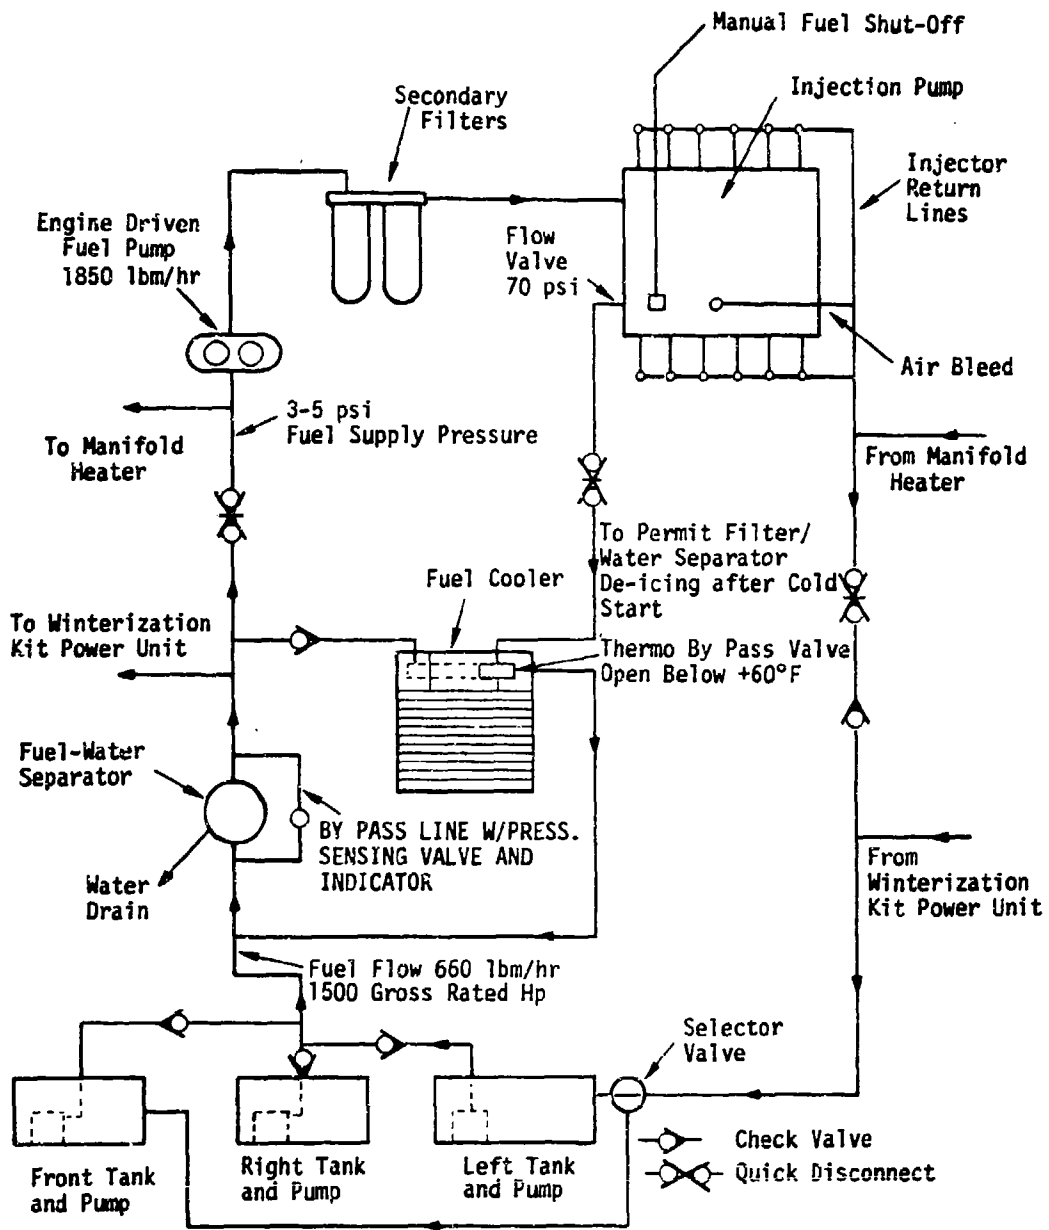 Manual Fuel Shut-Off
Injection Pump
Secondary
Filters
Injector
Return
Lines
Engine Driven
Fuel Pump
1850 lbm/hr
Flow
Valve
70 psi
Air Bleed
3-5 psi
Fuel Supply Pressure
To Manifold
Heater
From Manifold
Heater
To Permit Filter/
Water Separator
De-icing after Cold
Start
Fuel Cooler
To Winterization
Kit Power Unit
Thermo By Pass Valve
Open Below +60°F
Fuel-Water
Separator
BY PASS LINE W/PRESS.
SENSING VALVE AND
INDICATOR
Water
Drain
From
Winterization
Kit Power Unit
Fuel Flow 660 lbm/hr
1500 Gross Rated Hp
Selector
Valve
Front Tank
and Pump
Right Tank
and Pump
Left Tank
and Pump
Check Valve
Quick Disconnect